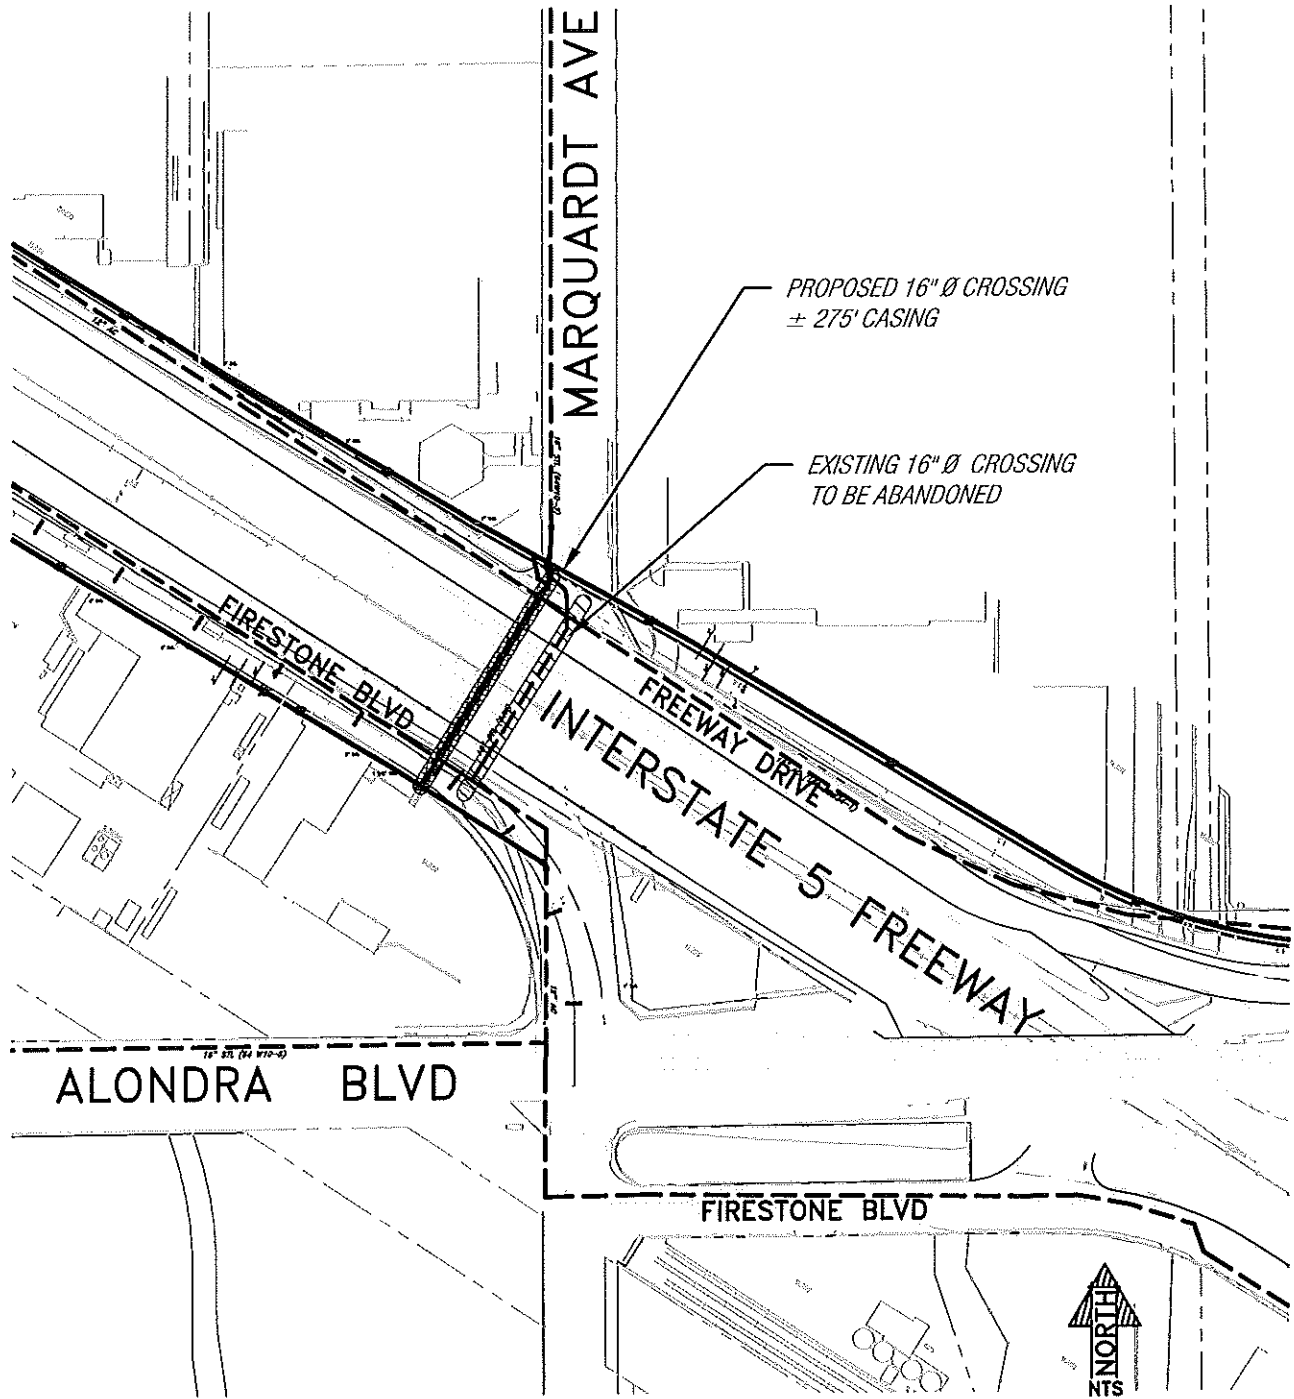 MARQUARDT AVE
PROPOSED 16" Ø CROSSING
± 275' CASING
EXISTING 16" Ø CROSSING
TO BE ABANDONED
FIRESTONE BLVD
FREEWAY DRIVE
INTERSTATE 5 FREEWAY
ALONDRA BLVD
FIRESTONE BLVD
NORTH
NTS